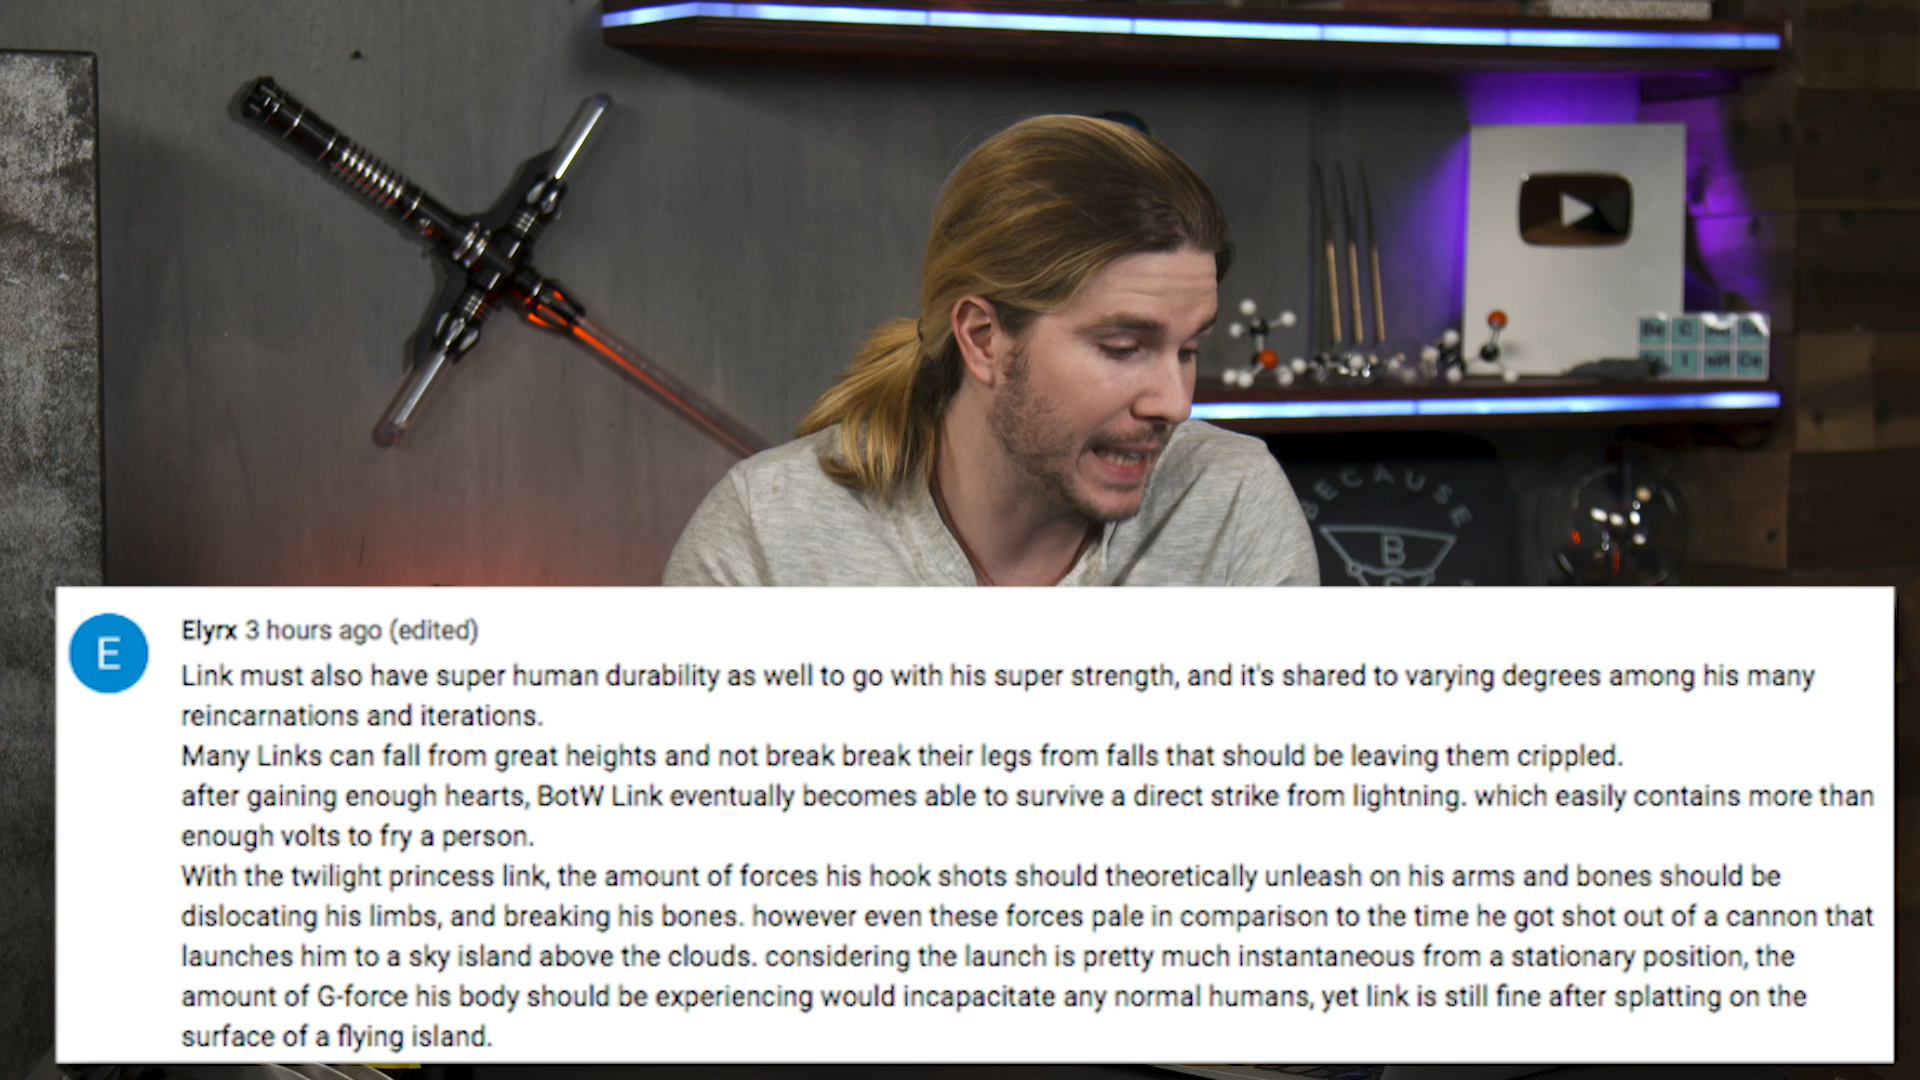 BECAUSE
B
E
Elyrx 3 hours ago (edited)
Link must also have super human durability as well to go with his super strength, and it's shared to varying degrees among his many
reincarnations and iterations.
Many Links can fall from great heights and not break break their legs from falls that should be leaving them crippled.
after gaining enough hearts, BotW Link eventually becomes able to survive a direct strike from lightning. which easily contains more than
enough volts to fry a person.
With the twilight princess link, the amount of forces his hook shots should theoretically unleash on his arms and bones should be
dislocating his limbs, and breaking his bones. however even these forces pale in comparison to the time he got shot out of a cannon that
launches him to a sky island above the clouds. considering the launch is pretty much instantaneous from a stationary position, the
amount of G-force his body should be experiencing would incapacitate any normal humans, yet link is still fine after splatting on the
surface of a flying island.